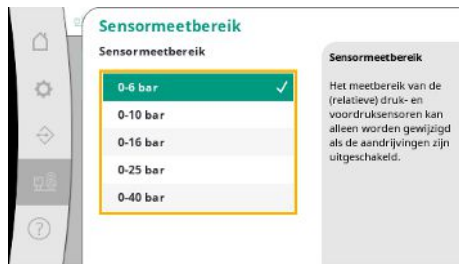 Sensormeetbereik
Sensormeetbereik
0-6 bar
0-10 bar
0-16 bar
0-25 bar
0-40 bar
Sensormeetbereik
Het meetbereik van de
(relatieve) druk- en
voordruksensoren kan
alleen worden gewijzigd
als de aandrijvingen zijn
uitgeschakeld.